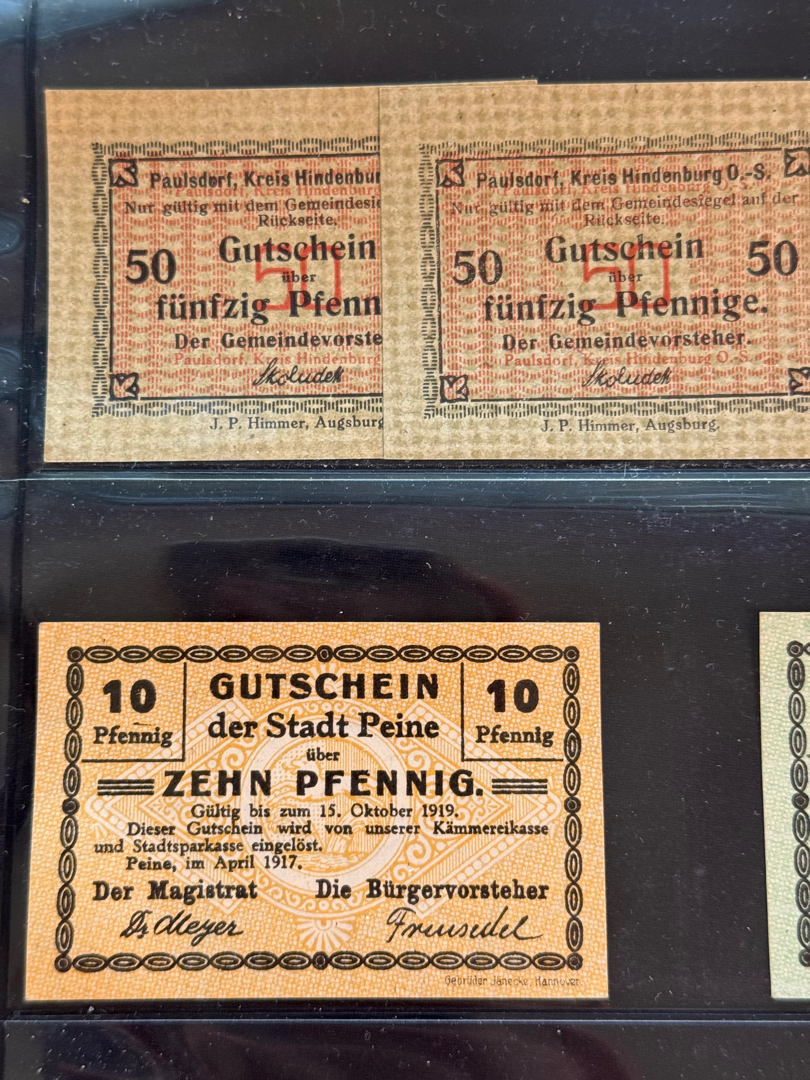 Paulsdorf, Kreis Hindenbur
Nur gültig mit dem Gemeindesie
Rückseite.
50 Gutschein
über
fünfzig Pfenn
Der Gemeindevorste
Paulsdorf, Kreis Hindenburg
Skoludek
J. P. Himmer, Augsburg
Paulsdorf, Kreis Hindenburg O.-S.
Nur gültig mit dem Gemeindesiegel auf der
Rückseite.
50 Gutschein 50
über
fünfzig Pfennige.
Der Gemeindevorsteher.
Paulsdorf, Kreis Hindenburg O.-S.
Skoludek
J. P. Himmer, Augsburg.
10 Pfennig
GUTSCHEIN
10 Pfennig
der Stadt Peine
über
ZEHN PFENNIG.
Gültig bis zum 15. Oktober 1919.
Dieser Gutschein wird von unserer Kämmereikasse
und Stadtsparkasse eingelöst.
Peine, im April 1917.
Der Magistrat Die Bürgervorsteher
Dr Meyer
Gebrüder Jänecke, Hannover.